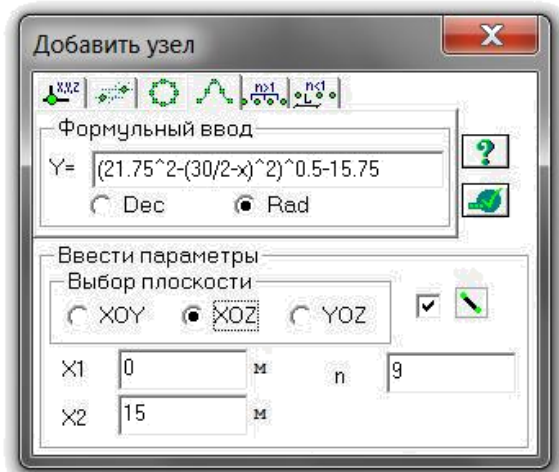 Добавить узел
X,Y,Z n>1 n<1 L
Формульный ввод
Y= (21.75^2-(30/2-x)^2)^0.5-15.75
Dec Rad
Ввести параметры
Выбор плоскости
XOY XOZ YOZ
X1 0 м n 9
X2 15 м